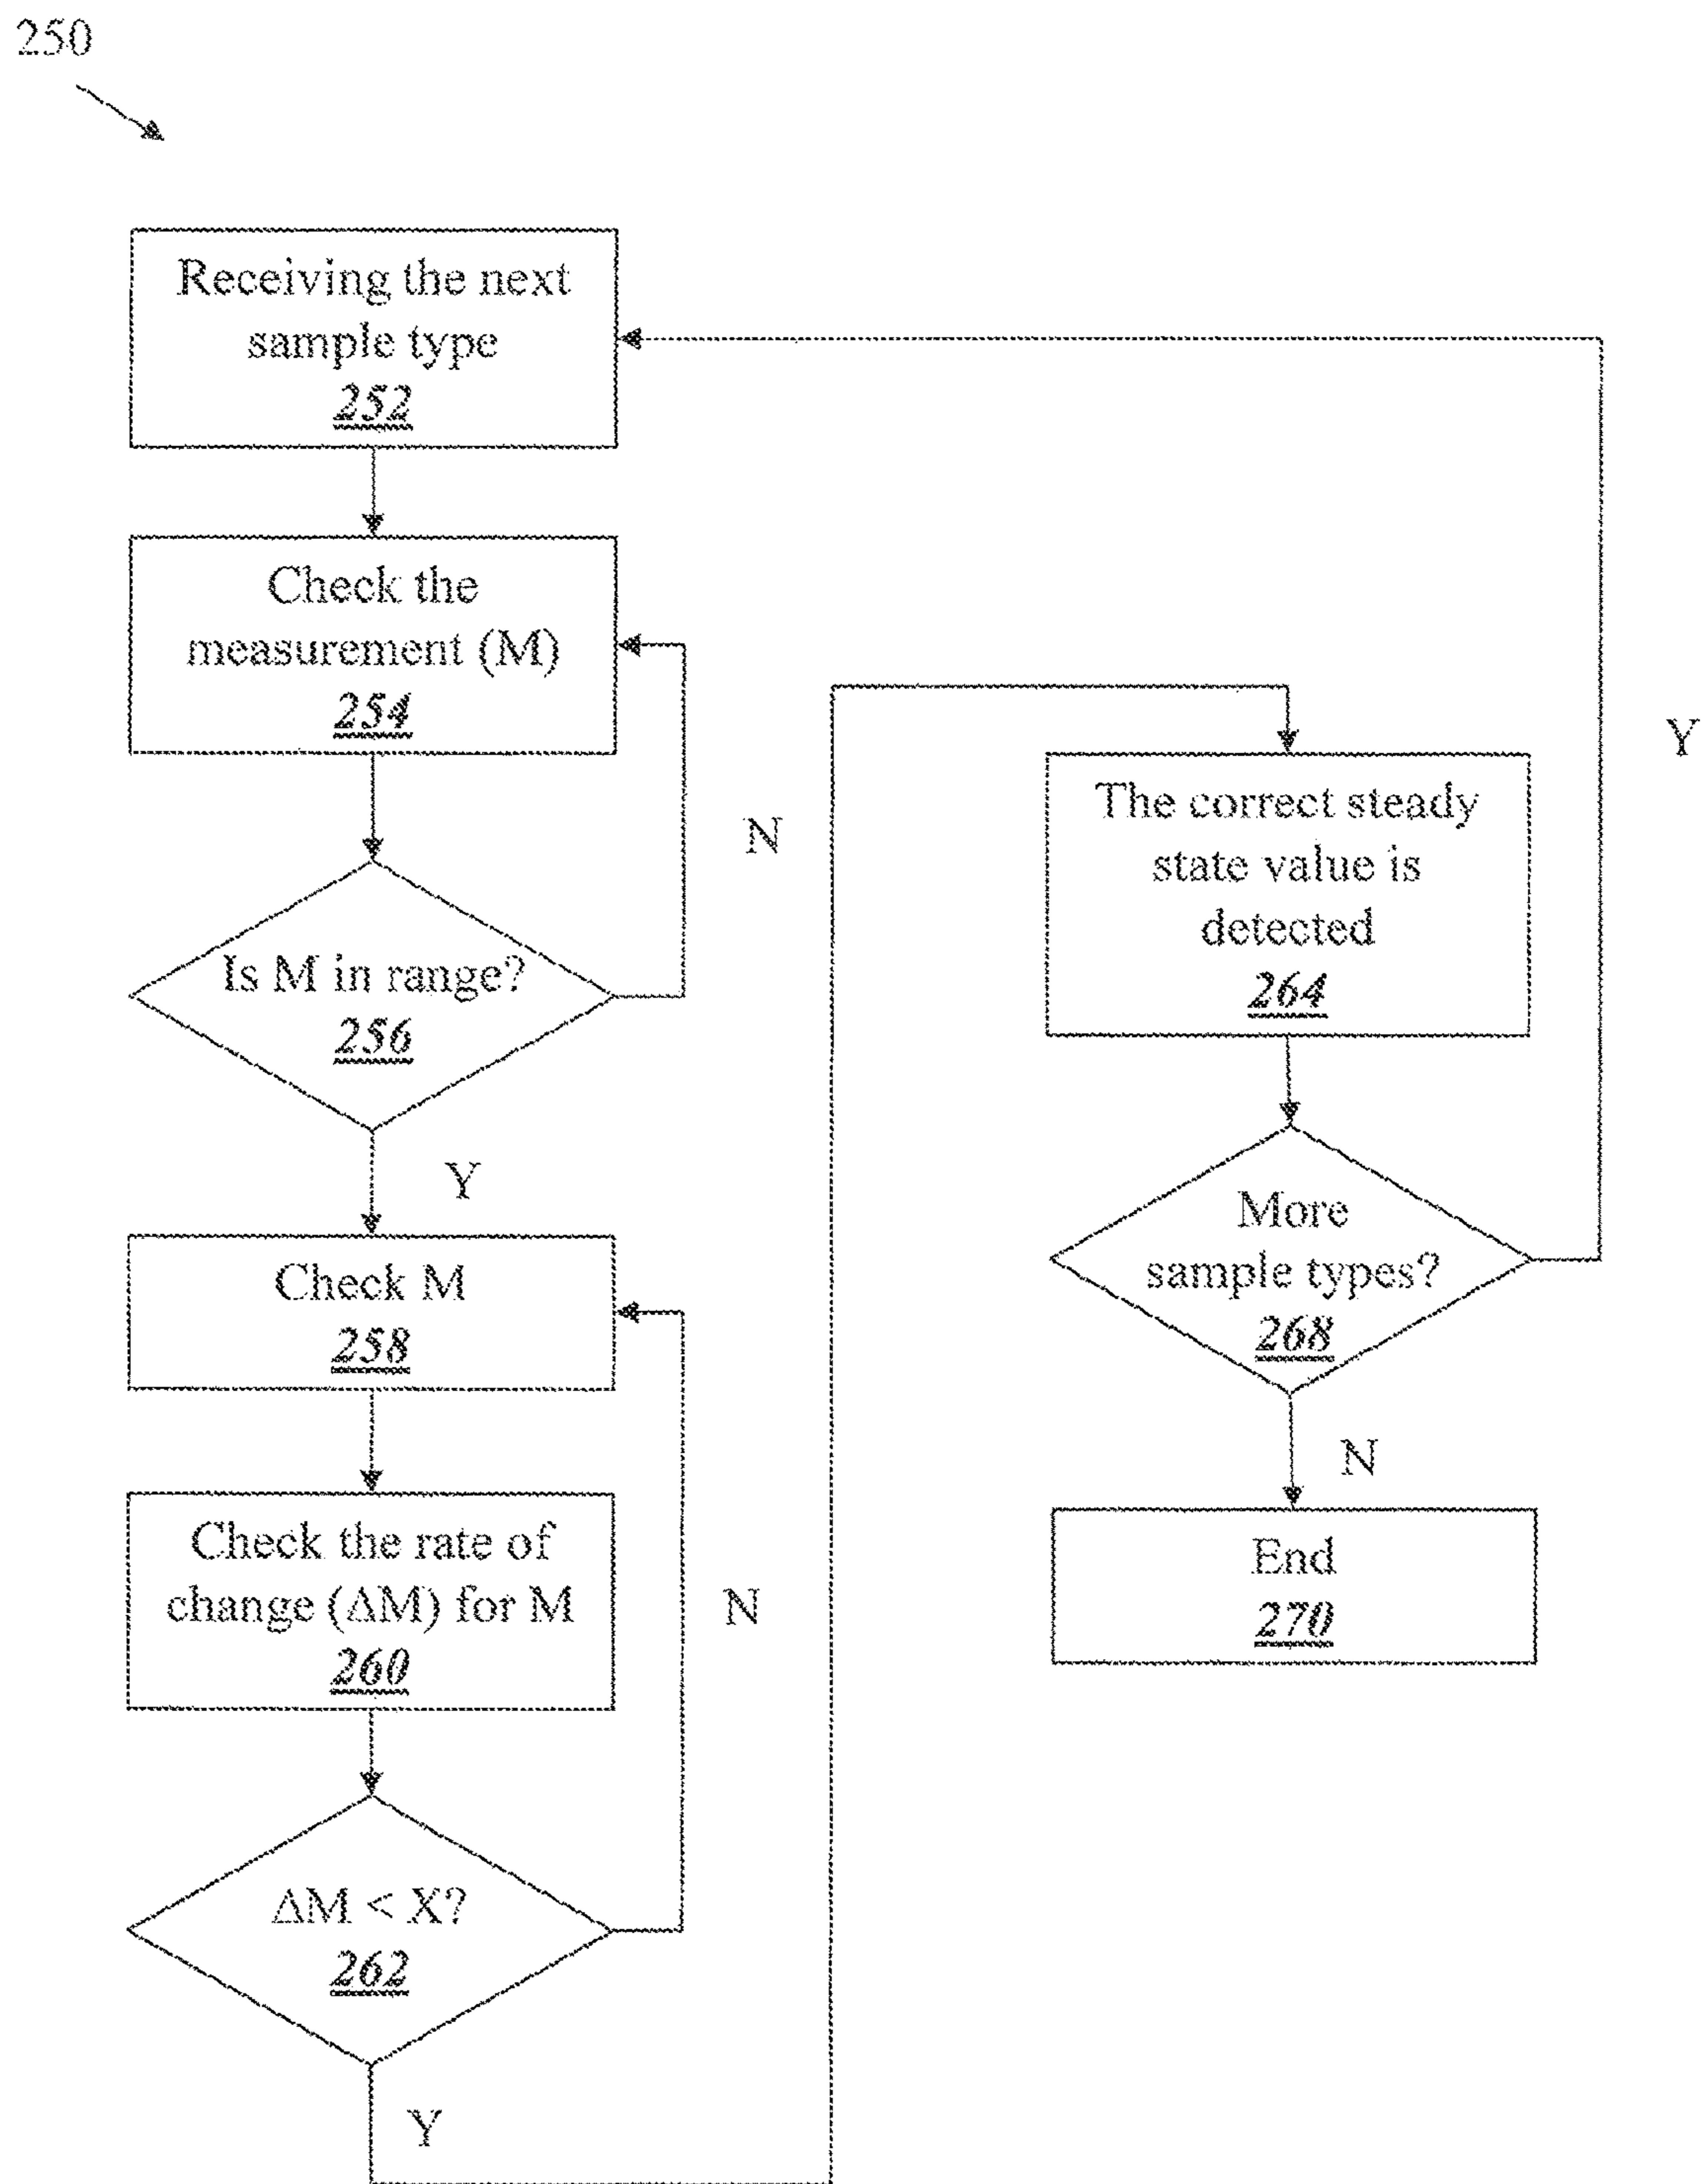 250
Receiving the next
sample type
252
Check the
measurement (M)
254
N
Is M in range?
256
Y
Check M
258
Check the rate of
change (ΔM) for M
260
N
ΔM < X?
262
Y
The correct steady
state value is
detected
264
Y
More
sample types?
268
N
End
270